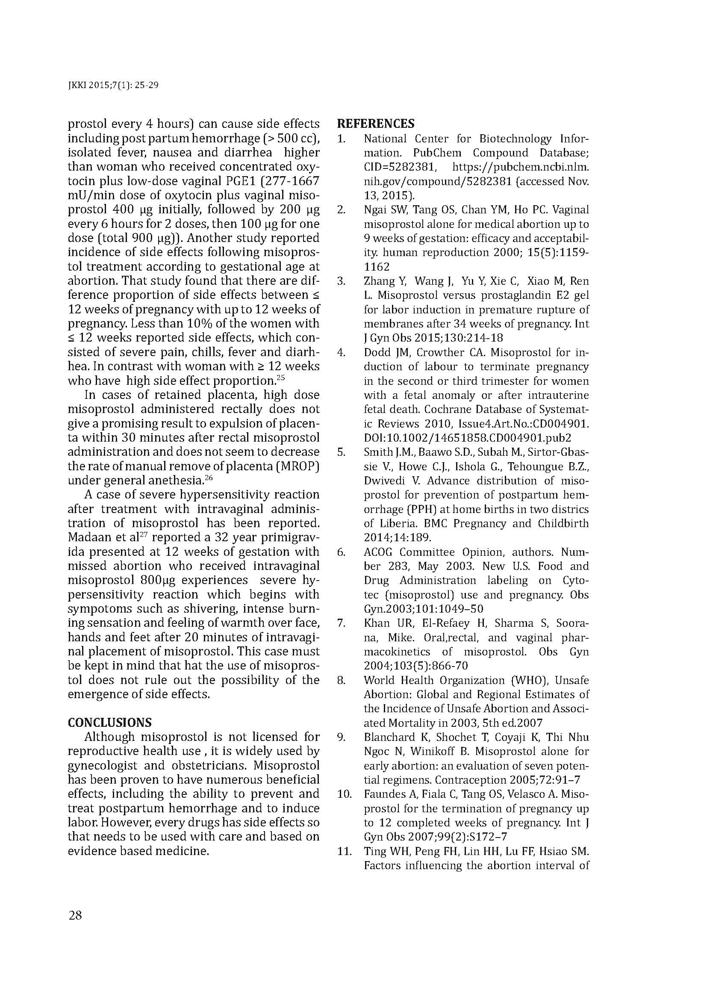 JKKI 2015;7(1): 25-29
prostol every 4 hours) can cause side effects
including post partum hemorrhage (> 500 cc),
isolated fever, nausea and diarrhea higher
than woman who received concentrated oxy-
tocin plus low-dose vaginal PGE1 (277-1667
mU/min dose of oxytocin plus vaginal miso-
prostol 400 µg initially, followed by 200 µg
every 6 hours for 2 doses, then 100 µg for one
dose (total 900 µg)). Another study reported
incidence of side effects following misopros-
tol treatment according to gestational age at
abortion. That study found that there are dif-
ference proportion of side effects between ≤
12 weeks of pregnancy with up to 12 weeks of
pregnancy. Less than 10% of the women with
≤ 12 weeks reported side effects, which con-
sisted of severe pain, chills, fever and diarh-
hea. In contrast with woman with ≥ 12 weeks
who have high side effect proportion.25
In cases of retained placenta, high dose
misoprostol administered rectally does not
give a promising result to expulsion of placen-
ta within 30 minutes after rectal misoprostol
administration and does not seem to decrease
the rate of manual remove of placenta (MROP)
under general anethesia.26
A case of severe hypersensitivity reaction
after treatment with intravaginal adminis-
tration of misoprostol has been reported.
Madaan et al27 reported a 32 year primigrav-
ida presented at 12 weeks of gestation with
missed abortion who received intravaginal
misoprostol 800µg experiences severe hy-
persensitivity reaction which begins with
sympotoms such as shivering, intense burn-
ing sensation and feeling of warmth over face,
hands and feet after 20 minutes of intravagi-
nal placement of misoprostol. This case must
be kept in mind that hat the use of misopros-
tol does not rule out the possibility of the
emergence of side effects.
CONCLUSIONS
Although misoprostol is not licensed for
reproductive health use , it is widely used by
gynecologist and obstetricians. Misoprostol
has been proven to have numerous beneficial
effects, including the ability to prevent and
treat postpartum hemorrhage and to induce
labor. However, every drugs has side effects so
that needs to be used with care and based on
evidence based medicine.
REFERENCES
1. National Center for Biotechnology Infor-
mation. PubChem Compound Database;
CID=5282381, https://pubchem.ncbi.nlm.
nih.gov/compound/5282381 (accessed Nov.
13, 2015).
2. Ngai SW, Tang OS, Chan YM, Ho PC. Vaginal
misoprostol alone for medical abortion up to
9 weeks of gestation: efficacy and acceptabil-
ity. human reproduction 2000; 15(5):1159-
1162
3. Zhang Y, Wang J, Yu Y, Xie C, Xiao M, Ren
L. Misoprostol versus prostaglandin E2 gel
for labor induction in premature rupture of
membranes after 34 weeks of pregnancy. Int
J Gyn Obs 2015;130:214-18
4. Dodd JM, Crowther CA. Misoprostol for in-
duction of labour to terminate pregnancy
in the second or third trimester for women
with a fetal anomaly or after intrauterine
fetal death. Cochrane Database of Systemat-
ic Reviews 2010, Issue4.Art.No.:CD004901.
DOI:10.1002/14651858.CD004901.pub2
5. Smith J.M., Baawo S.D., Subah M., Sirtor-Gbas-
sie V., Howe C.J., Ishola G., Tehoungue B.Z.,
Dwivedi V. Advance distribution of miso-
prostol for prevention of postpartum hem-
orrhage (PPH) at home births in two districs
of Liberia. BMC Pregnancy and Childbirth
2014;14:189.
6. ACOG Committee Opinion, authors. Num-
ber 283, May 2003. New U.S. Food and
Drug Administration labeling on Cyto-
tec (misoprostol) use and pregnancy. Obs
Gyn.2003;101:1049–50
7. Khan UR, El-Refaey H, Sharma S, Soora-
na, Mike. Oral,rectal, and vaginal phar-
macokinetics of misoprostol. Obs Gyn
2004;103(5):866-70
8. World Health Organization (WHO), Unsafe
Abortion: Global and Regional Estimates of
the Incidence of Unsafe Abortion and Associ-
ated Mortality in 2003, 5th ed.2007
9. Blanchard K, Shochet T, Coyaji K, Thi Nhu
Ngoc N, Winikoff B. Misoprostol alone for
early abortion: an evaluation of seven poten-
tial regimens. Contraception 2005;72:91–7
10. Faundes A, Fiala C, Tang OS, Velasco A. Miso-
prostol for the termination of pregnancy up
to 12 completed weeks of pregnancy. Int J
Gyn Obs 2007;99(2):S172–7
11. Ting WH, Peng FH, Lin HH, Lu FF, Hsiao SM.
Factors influencing the abortion interval of
28